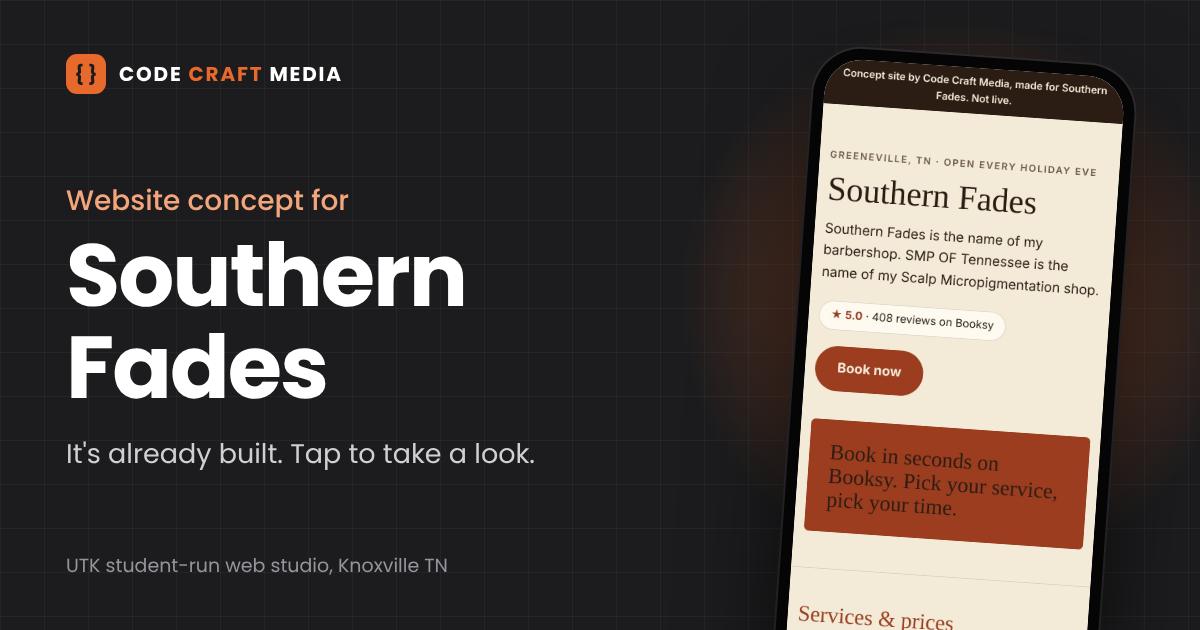 { } CODE CRAFT MEDIA
Website concept for
Southern
Fades
It's already built. Tap to take a look.
UTK student-run web studio, Knoxville TN
Concept site by Code Craft Media, made for Southern
Fades. Not live.
GREENEVILLE, TN · OPEN EVERY HOLIDAY EVE
Southern Fades
Southern Fades is the name of my
barbershop. SMP OF Tennessee is the
name of my Scalp Micropigmentation shop.
★ 5.0 · 408 reviews on Booksy
Book now
Book in seconds on
Booksy. Pick your service,
pick your time.
Services & prices